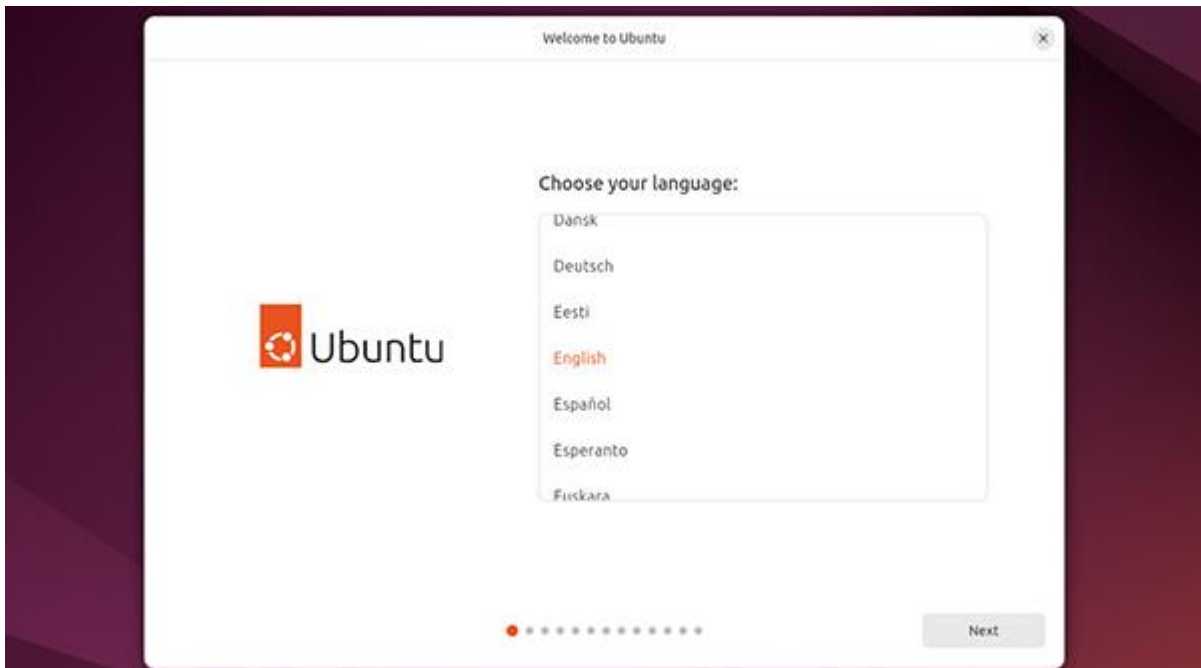 Welcome to Ubuntu
Choose your language:
Dansk
Deutsch
Eesti
English
Español
Esperanto
Euskara
Ubuntu
Next